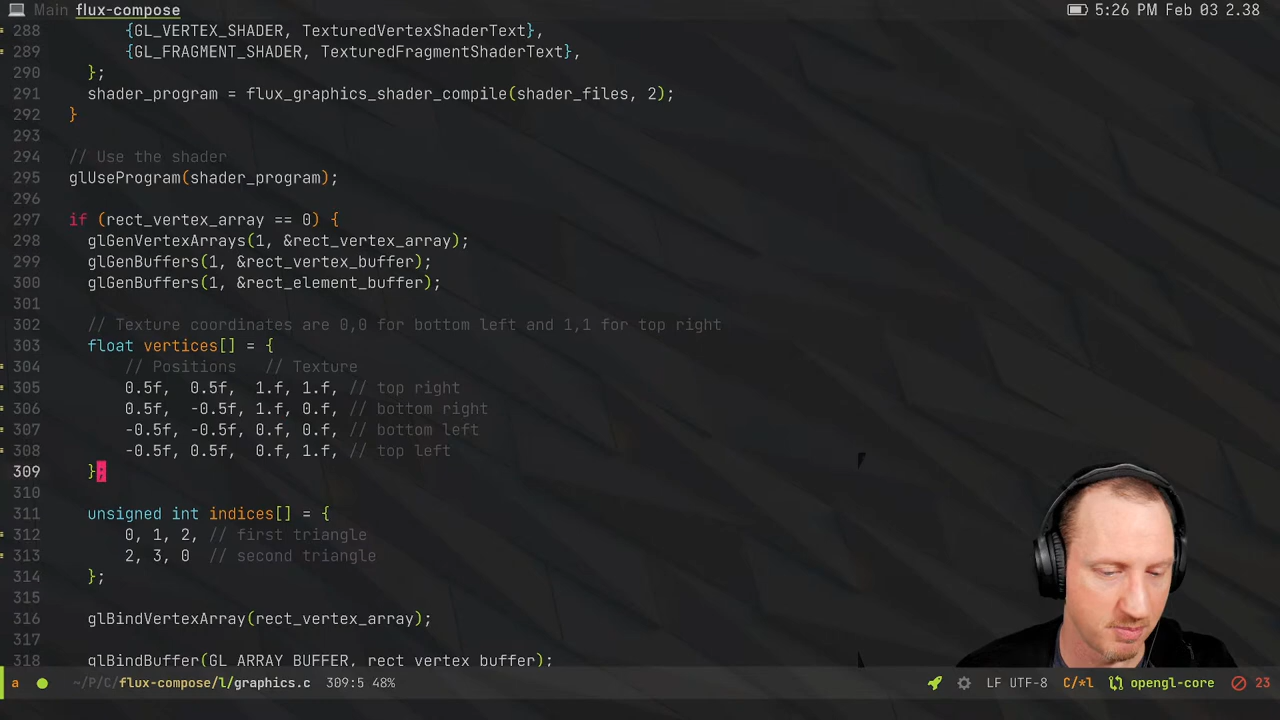 Main flux-compose 5:26 PM Feb 03 2.38
288 {GL_VERTEX_SHADER, TexturedVertexShaderText},
289 {GL_FRAGMENT_SHADER, TexturedFragmentShaderText},
290 };
291 shader_program = flux_graphics_shader_compile(shader_files, 2);
292 }
293
294 // Use the shader
295 glUseProgram(shader_program);
296
297 if (rect_vertex_array == 0) {
298 glGenVertexArrays(1, &rect_vertex_array);
299 glGenBuffers(1, &rect_vertex_buffer);
300 glGenBuffers(1, &rect_element_buffer);
301
302 // Texture coordinates are 0,0 for bottom left and 1,1 for top right
303 float vertices[] = {
304 // Positions // Texture
305 0.5f, 0.5f, 1.f, 1.f, // top right
306 0.5f, -0.5f, 1.f, 0.f, // bottom right
307 -0.5f, -0.5f, 0.f, 0.f, // bottom left
308 -0.5f, 0.5f, 0.f, 1.f, // top left
309 };
310
311 unsigned int indices[] = {
312 0, 1, 2, // first triangle
313 2, 3, 0 // second triangle
314 };
315
316 glBindVertexArray(rect_vertex_array);
317
318 glBindBuffer(GL_ARRAY_BUFFER, rect_vertex_buffer);
a ~/P/C/flux-compose/l/graphics.c 309:5 48% LF UTF-8 C/*l opengl-core 23